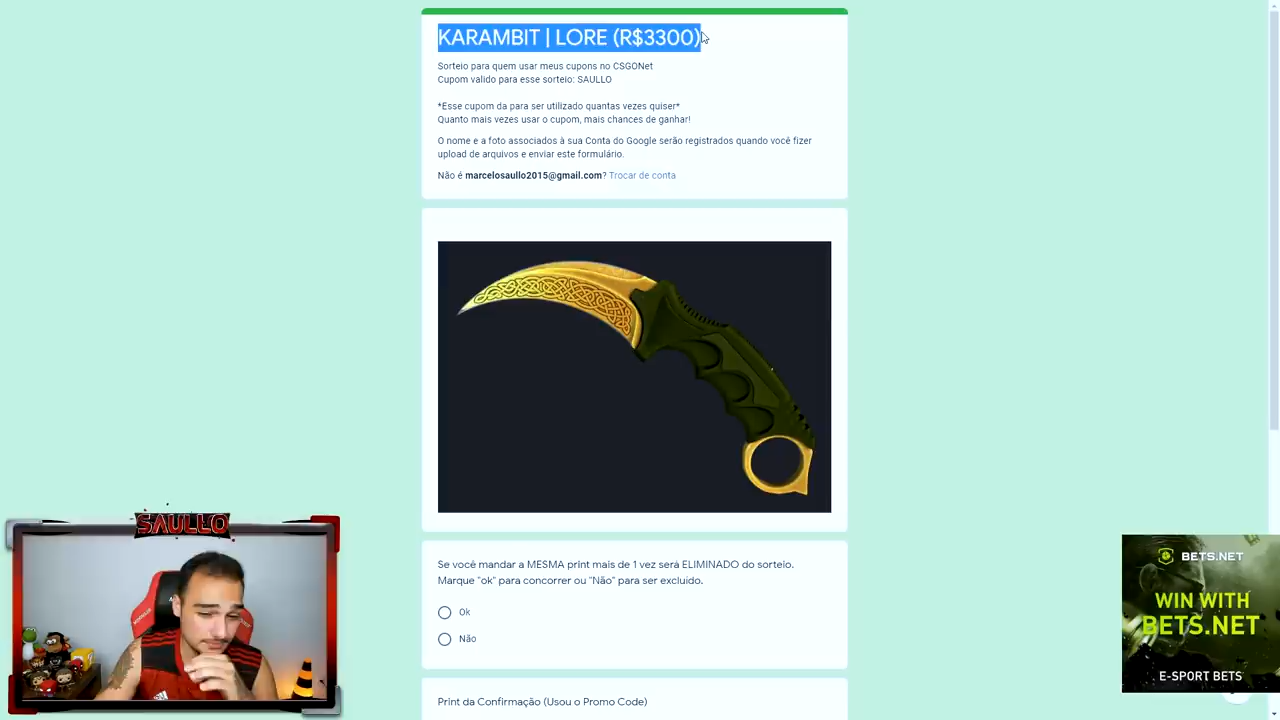 KARAMBIT | LORE (R$3300)
Sorteio para quem usar meus cupons no CSGONet
Cupom valido para esse sorteio: SAULLO
*Esse cupom da para ser utilizado quantas vezes quiser*
Quanto mais vezes usar o cupom, mais chances de ganhar!
O nome e a foto associados à sua Conta do Google serão registrados quando você fizer
upload de arquivos e enviar este formulário.
Não é marcelosaullo2015@gmail.com? Trocar de conta
Se você mandar a MESMA print mais de 1 vez será ELIMINADO do sorteio.
Marque "ok" para concorrer ou "Não" para ser excluido.
Ok
Não
Print da Confirmação (Usou o Promo Code)
SAULLO
BETS.NET
WIN WITH
BETS.NET
E-SPORT BETS